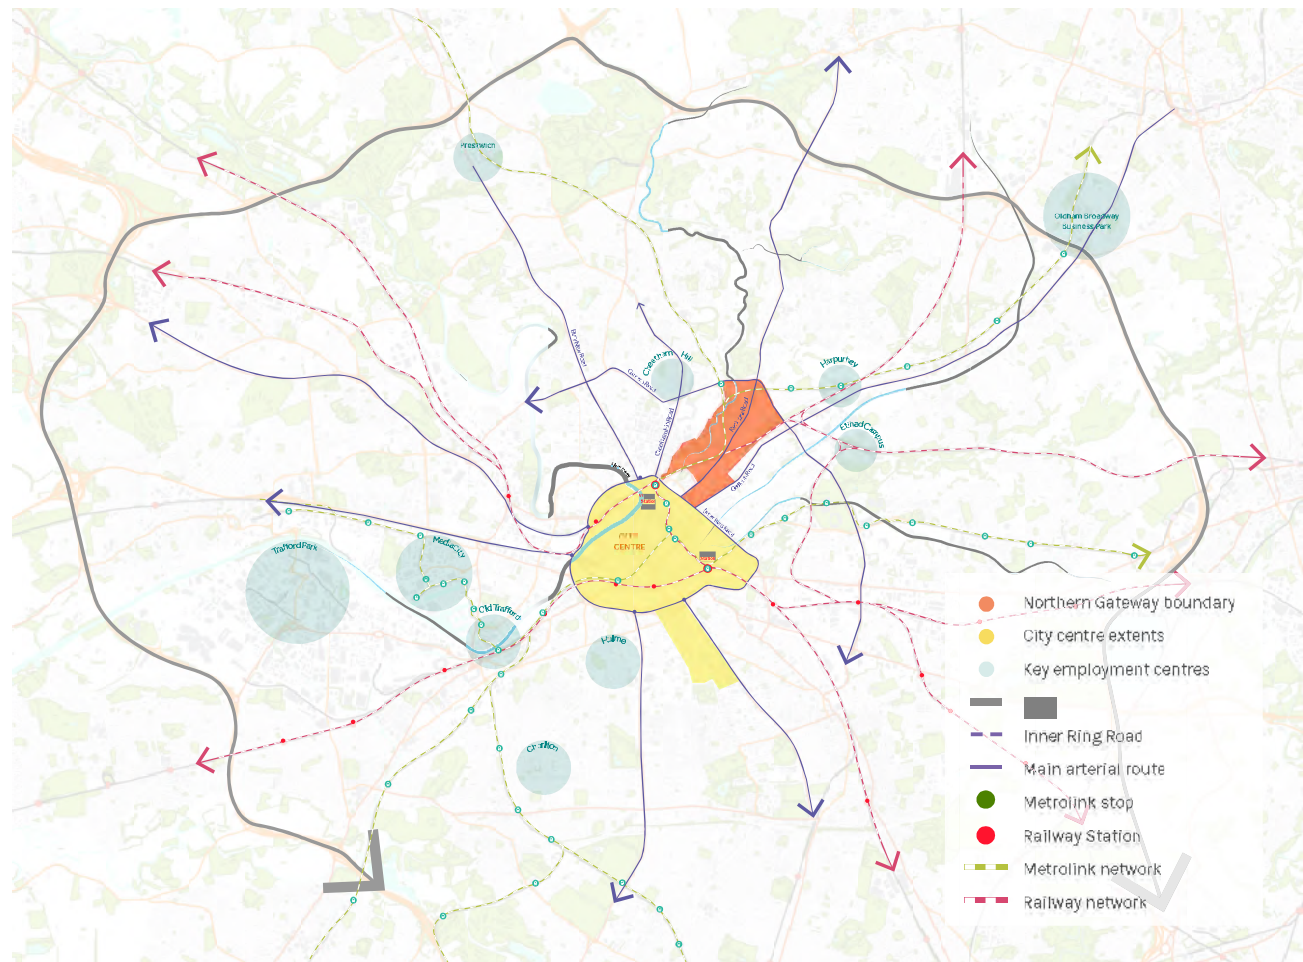 Prestwich
Oldham Broadway
Business Park
Cheetham Hill
Harpurhey
Etihad Campus
CENTRE
Trafford Park
MediaCity
Old Trafford
Hulme
Chorlton
Northern Gateway boundary
City centre extents
Key employment centres
Inner Ring Road
Main arterial route
Metrolink stop
Railway Station
Metrolink network
Railway network